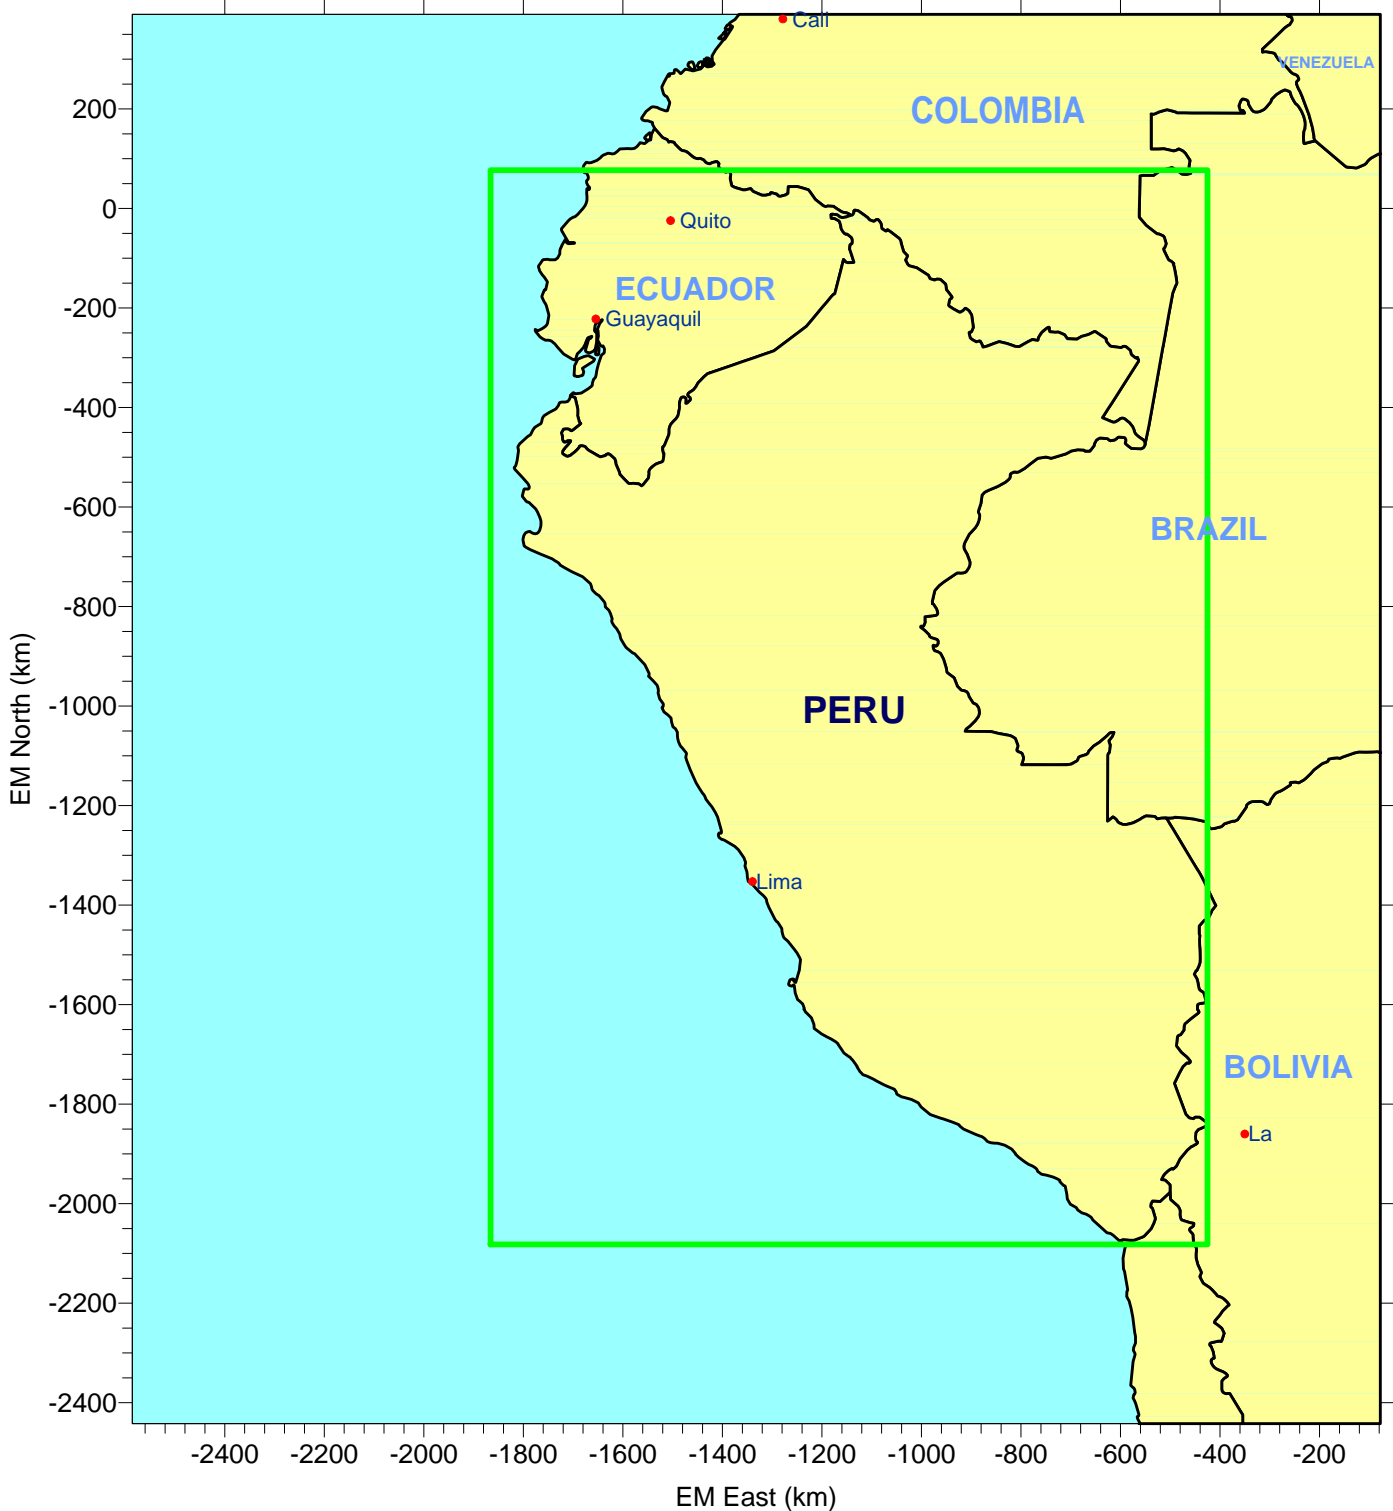 Cali
VENEZUELA
COLOMBIA
200
0
Quito
ECUADOR
-200
Guayaquil
-400
-600
BRAZIL
-800
EM North (km)
-1000
PERU
-1200
Lima
-1400
-1600
BOLIVIA
-1800
La
-2000
-2200
-2400
-2400 -2200 -2000 -1800 -1600 -1400 -1200 -1000 -800 -600 -400 -200
EM East (km)